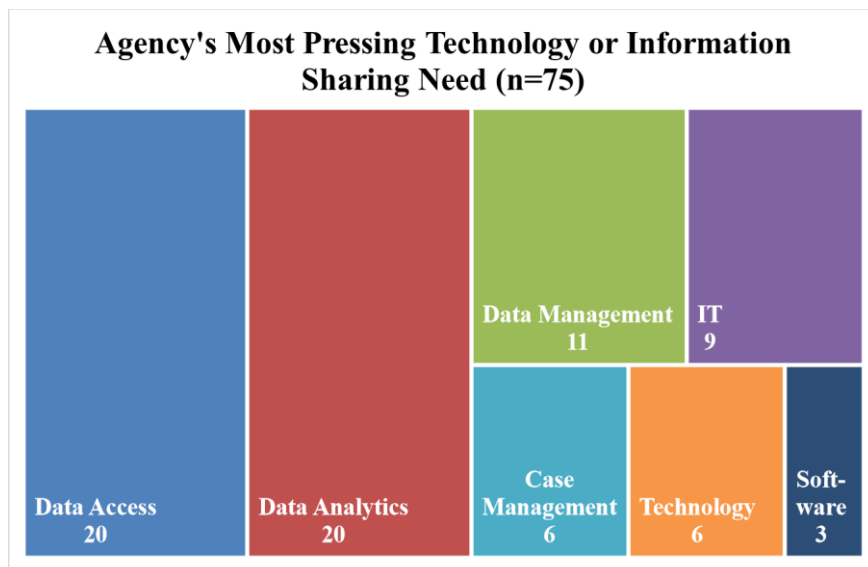 Agency's Most Pressing Technology or Information
Sharing Need (n=75)
Data Access
20
Data Analytics
20
Data Management
11
IT
9
Case
Management
6
Technology
6
Soft-
ware
3